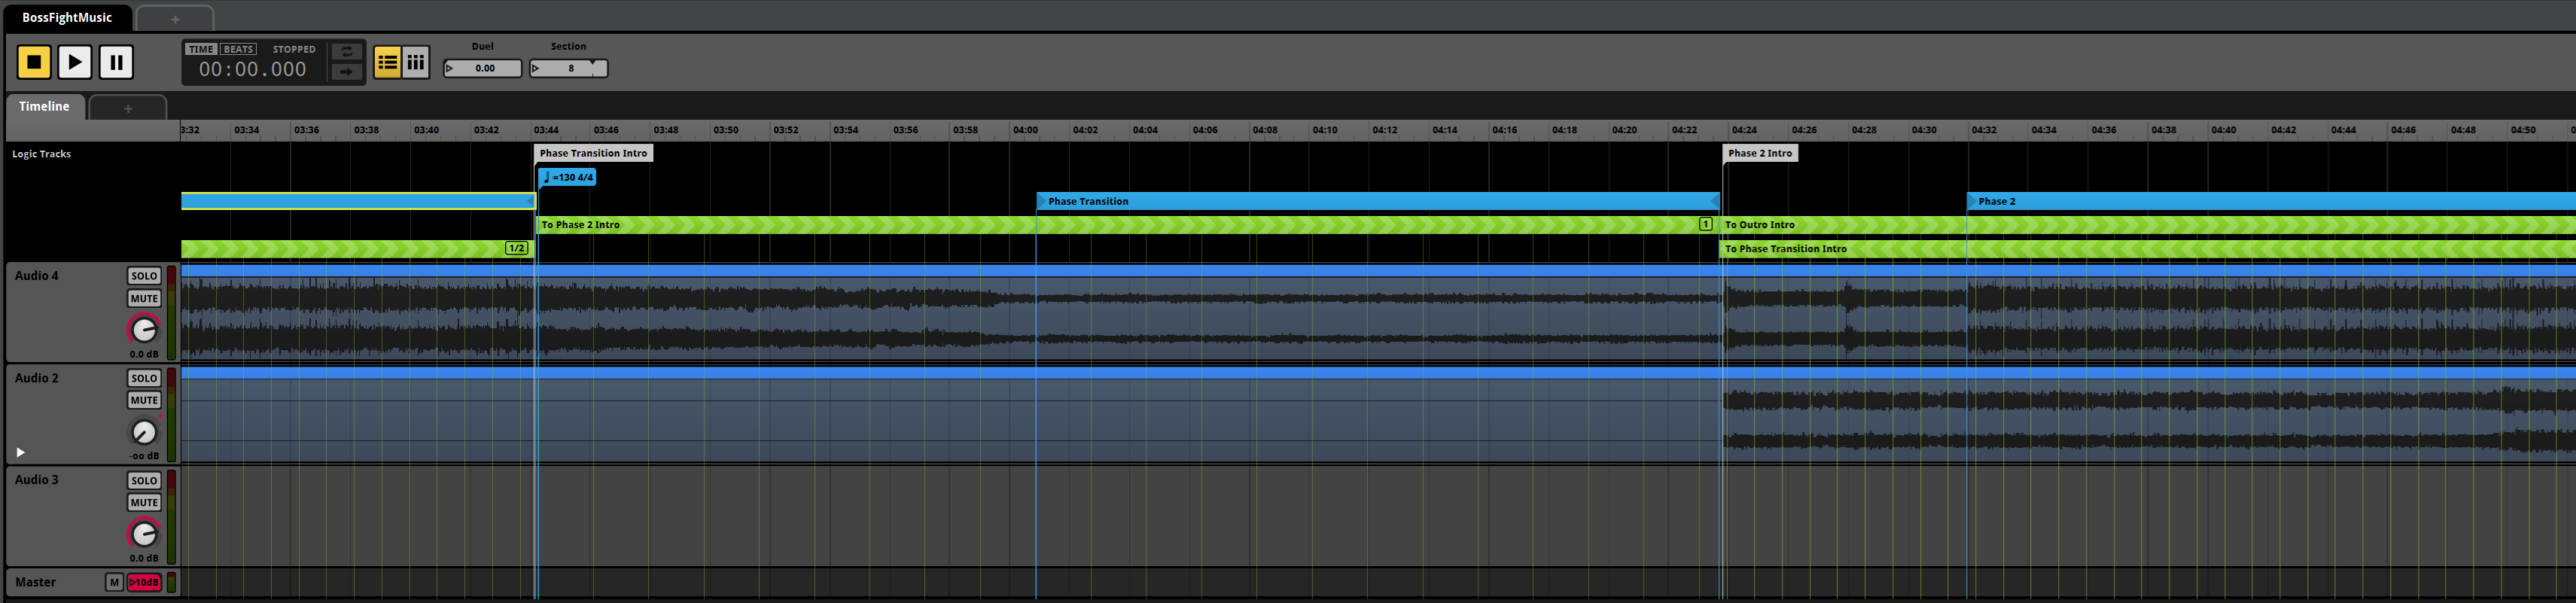 BossFightMusic
+
TIME BEATS STOPPED
00:00.000
Duel
0.00
Section
8
Timeline
+
3:32 03:34 03:36 03:38 03:40 03:42 03:44 03:46 03:48 03:50 03:52 03:54 03:56 03:58 04:00 04:02 04:04 04:06 04:08 04:10 04:12 04:14 04:16 04:18 04:20 04:22 04:24 04:26 04:28 04:30 04:32 04:34 04:36 04:38 04:40 04:42 04:44 04:46 04:48 04:50
Logic Tracks
Phase Transition Intro
Phase 2 Intro
=130 4/4
Phase Transition
Phase 2
To Phase 2 Intro
1
To Outro Intro
1/2
To Phase Transition Intro
Audio 4
SOLO
MUTE
0.0 dB
Audio 2
SOLO
MUTE
-oo dB
Audio 3
SOLO
MUTE
0.0 dB
Master
M
10dB